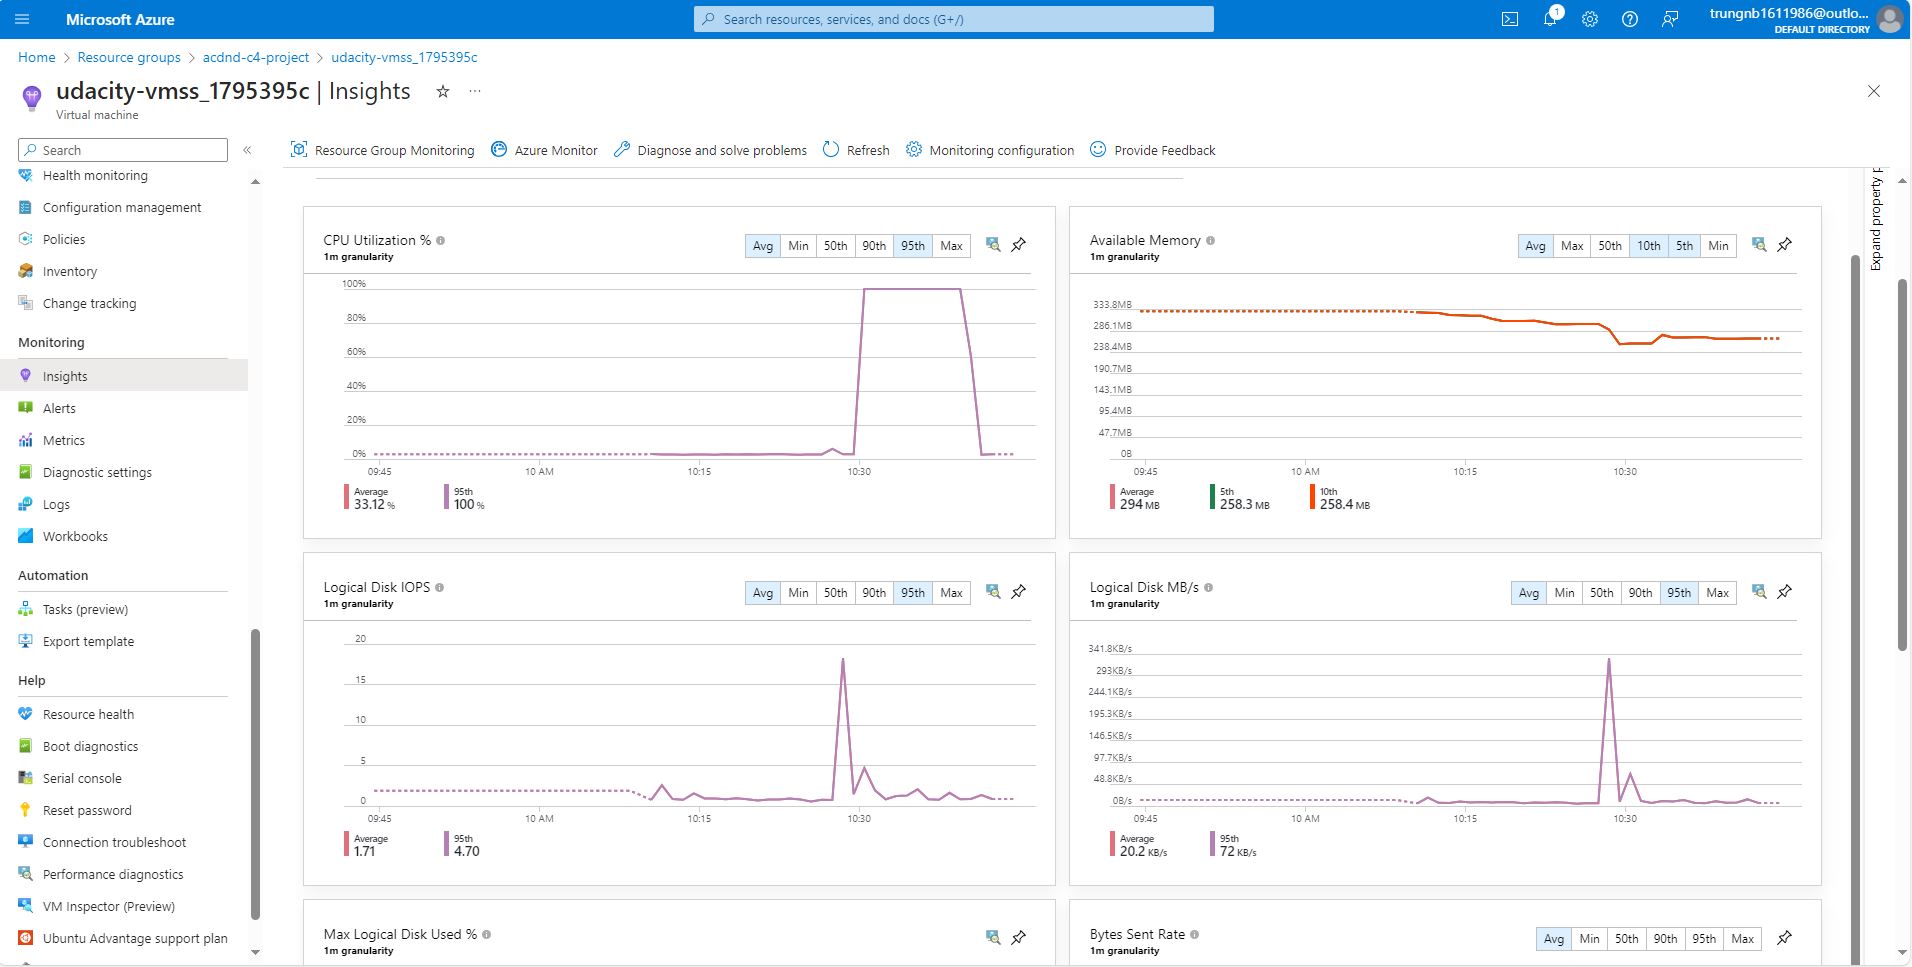 Microsoft Azure
Search resources, services, and docs (G+/)
1
trungnb1611986@outlo...
DEFAULT DIRECTORY
Home > Resource groups > acdnd-c4-project > udacity-vmss_1795395c
udacity-vmss_1795395c | Insights
Virtual machine
Search
Resource Group Monitoring
Azure Monitor
Diagnose and solve problems
Refresh
Monitoring configuration
Provide Feedback
Health monitoring
Configuration management
Policies
Inventory
Change tracking
Monitoring
Insights
Alerts
Metrics
Diagnostic settings
Logs
Workbooks
Automation
Tasks (preview)
Export template
Help
Resource health
Boot diagnostics
Serial console
Reset password
Connection troubleshoot
Performance diagnostics
VM Inspector (Preview)
Ubuntu Advantage support plan
CPU Utilization %
1m granularity
Avg Min 50th 90th 95th Max
100%
80%
60%
40%
20%
0%
09:45 10 AM 10:15 10:30
Average
33.12 %
95th
100 %
Available Memory
1m granularity
Avg Max 50th 10th 5th Min
333.8MB
286.1MB
238.4MB
190.7MB
143.1MB
95.4MB
47.7MB
0B
09:45 10 AM 10:15 10:30
Average
294 MB
5th
258.3 MB
10th
258.4 MB
Logical Disk IOPS
1m granularity
Avg Min 50th 90th 95th Max
20
15
10
5
0
09:45 10 AM 10:15 10:30
Average
1.71
95th
4.70
Logical Disk MB/s
1m granularity
Avg Min 50th 90th 95th Max
341.8KB/s
293KB/s
244.1KB/s
195.3KB/s
146.5KB/s
97.7KB/s
48.8KB/s
0B/s
09:45 10 AM 10:15 10:30
Average
20.2 KB/s
95th
72 KB/s
Max Logical Disk Used %
1m granularity
Bytes Sent Rate
1m granularity
Avg Min 50th 90th 95th Max
Expand property